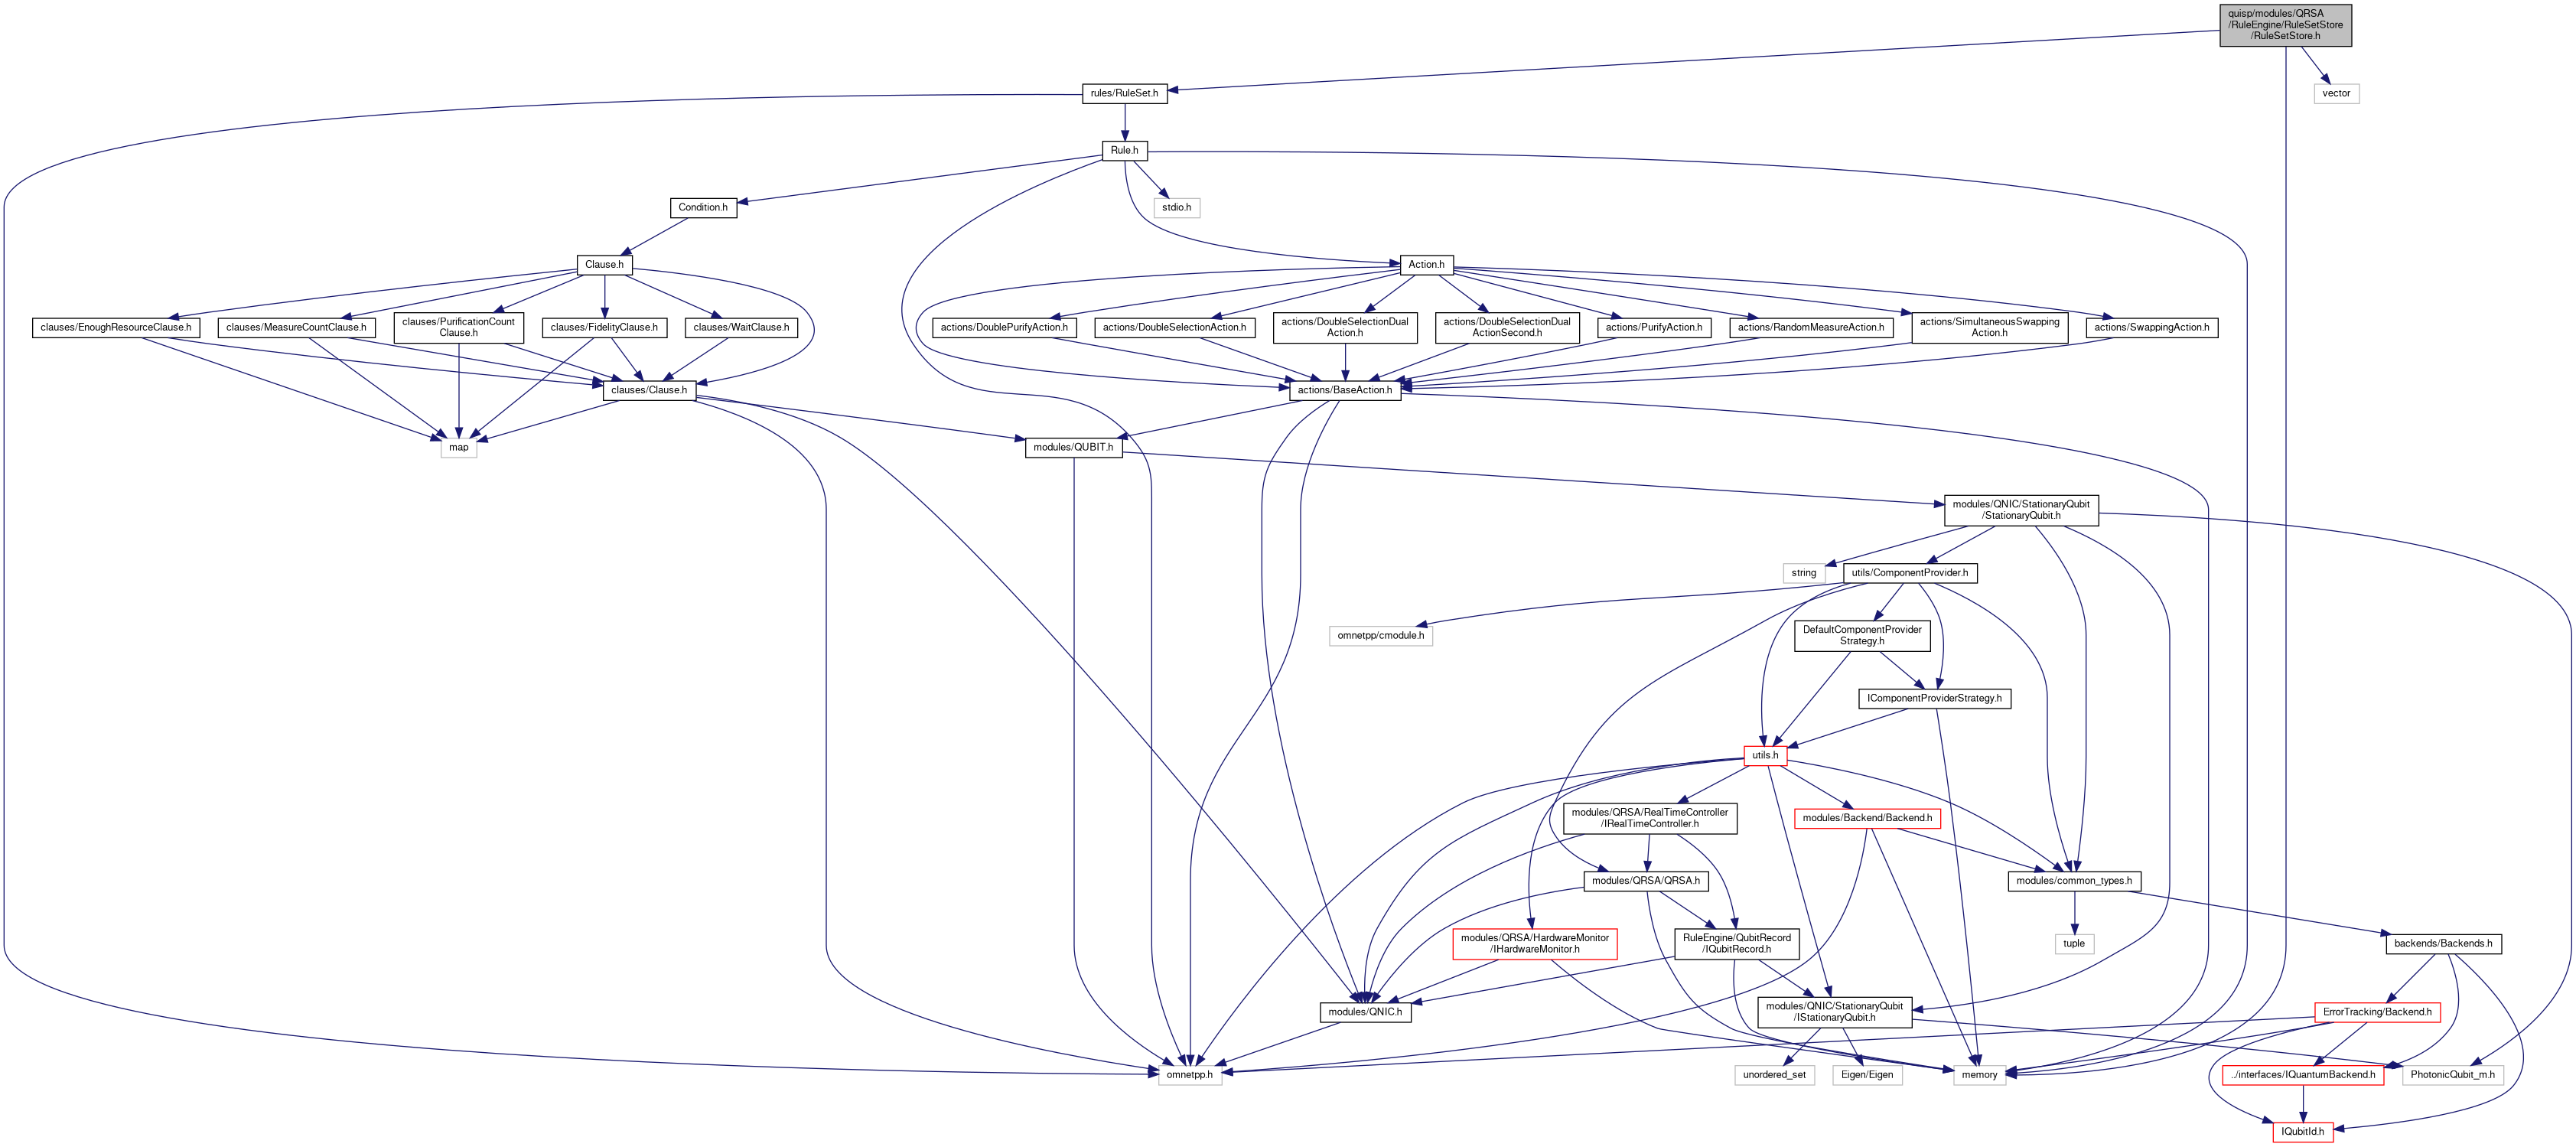 quisp/modules/QRSA
/RuleEngine/RuleSetStore
/RuleSetStore.h
rules/RuleSet.h
vector
Rule.h
Condition.h
stdio.h
Clause.h
Action.h
clauses/EnoughResourceClause.h
clauses/MeasureCountClause.h
clauses/PurificationCount
Clause.h
clauses/FidelityClause.h
clauses/WaitClause.h
actions/DoublePurifyAction.h
actions/DoubleSelectionAction.h
actions/DoubleSelectionDual
Action.h
actions/DoubleSelectionDual
ActionSecond.h
actions/PurifyAction.h
actions/RandomMeasureAction.h
actions/SimultaneousSwapping
Action.h
actions/SwappingAction.h
clauses/Clause.h
actions/BaseAction.h
map
modules/QUBIT.h
modules/QNIC/StationaryQubit
/StationaryQubit.h
string
utils/ComponentProvider.h
omnetpp/cmodule.h
DefaultComponentProvider
Strategy.h
IComponentProviderStrategy.h
utils.h
modules/QRSA/RealTimeController
/IRealTimeController.h
modules/Backend/Backend.h
modules/QRSA/QRSA.h
modules/common_types.h
modules/QRSA/HardwareMonitor
/IHardwareMonitor.h
RuleEngine/QubitRecord
/IQubitRecord.h
tuple
backends/Backends.h
modules/QNIC.h
modules/QNIC/StationaryQubit
/IStationaryQubit.h
ErrorTracking/Backend.h
omnetpp.h
unordered_set
Eigen/Eigen
memory
../interfaces/IQuantumBackend.h
PhotonicQubit_m.h
IQubitId.h